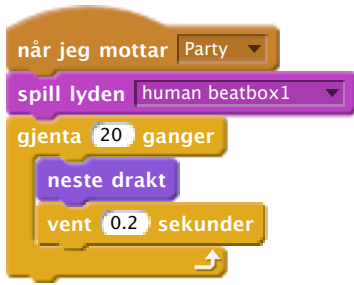 når jeg mottar Party
spill lyden human beatbox1
gjenta 20 ganger
neste drakt
vent 0.2 sekunder